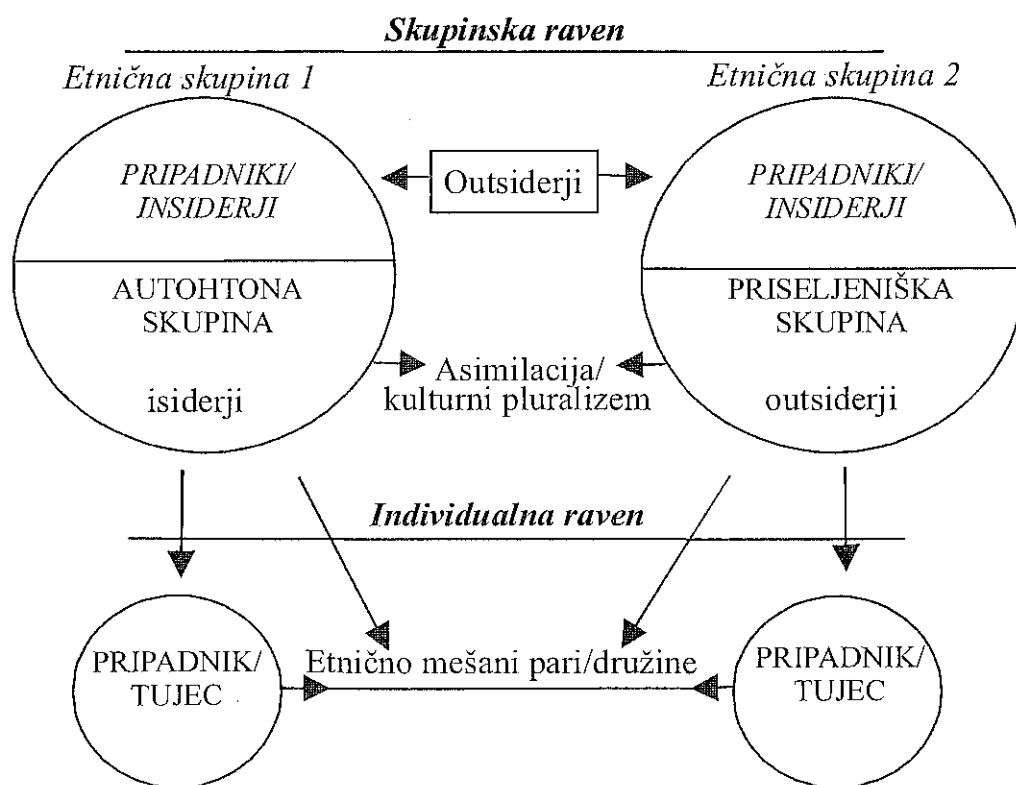 Skupinska raven
Etnična skupina 1
Etnična skupina 2
PRIPADNIKI/
INSIDERJI
Outsiderji
PRIPADNIKI/
INSIDERJI
AUTOHTONA
SKUPINA
PRISELJENIŠKA
SKUPINA
Asimilacija/
kulturni pluralizem
isiderji
outsiderji
Individualna raven
PRIPADNIK/
TUJEC
Etnično mešani pari/družine
PRIPADNIK/
TUJEC